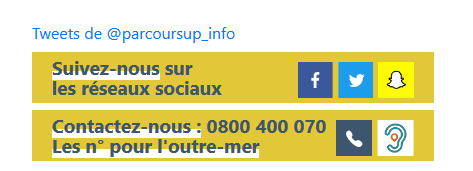 Tweets de @parcoursup_info
Suivez-nous sur
les réseaux sociaux
Contactez-nous : 0800 400 070
Les n° pour l'outre-mer